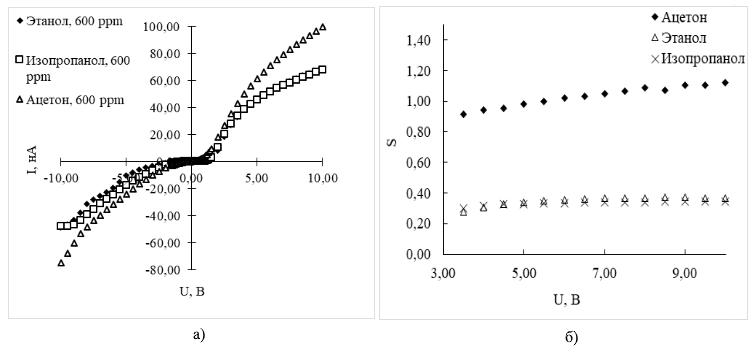 Этанол, 600 ppm
Изопропанол, 600
ppm
Ацетон, 600 ppm
I, нА
100,00
80,00
60,00
40,00
20,00
0,00
-20,00
-40,00
-60,00
-80,00
-10,00
-5,00
0,00
5,00
10,00
U, В
а)
Ацетон
Этанол
Изопропанол
S
1,40
1,20
1,00
0,80
0,60
0,40
0,20
0,00
3,00
5,00
7,00
9,00
U, В
б)